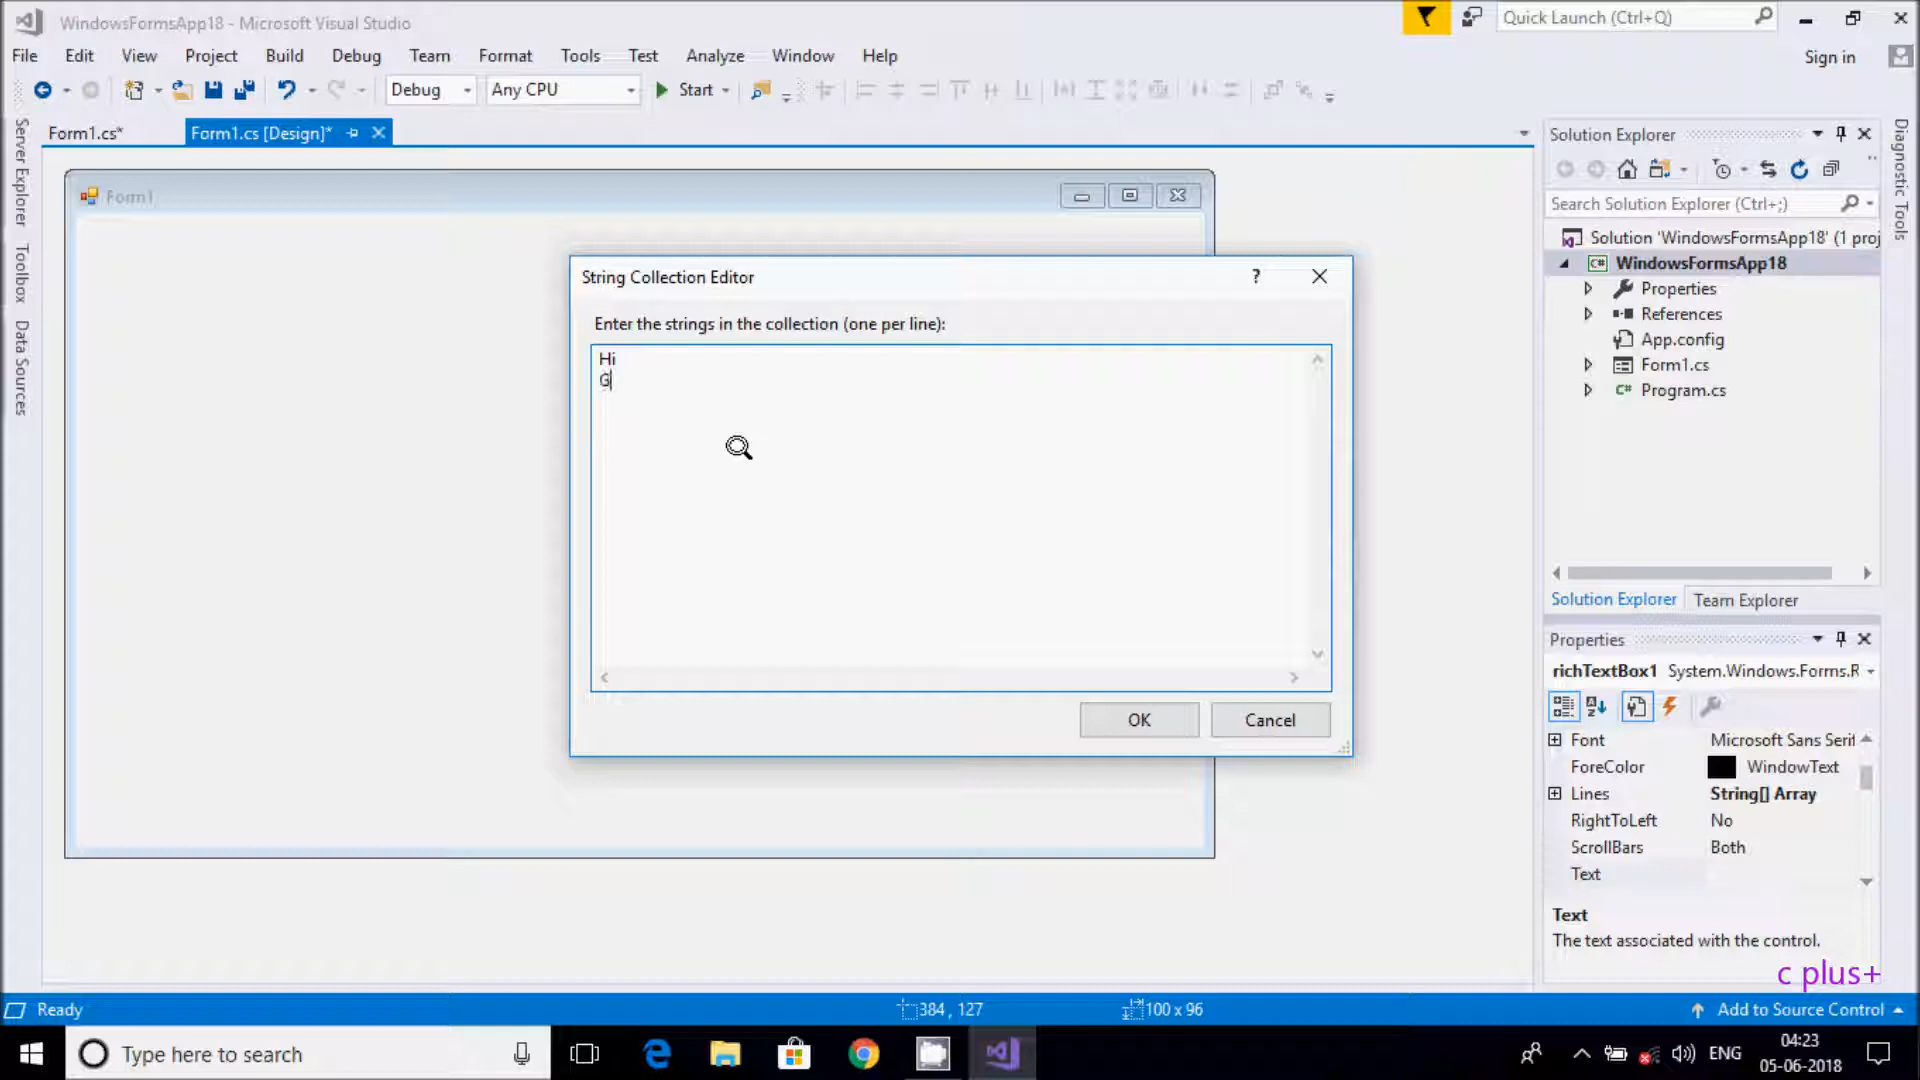 WindowsFormsApp18 - Microsoft Visual Studio
Quick Launch (Ctrl+Q)
File Edit View Project Build Debug Team Format Tools Test Analyze Window Help
Sign in
Debug Any CPU Start
Server Explorer
Toolbox
Data Sources
Form1.cs* Form1.cs [Design]*
Form1
String Collection Editor ?
Enter the strings in the collection (one per line):
Hi
G
OK Cancel
Solution Explorer
Search Solution Explorer (Ctrl+;)
Solution 'WindowsFormsApp18' (1 proj
C# WindowsFormsApp18
Properties
References
App.config
Form1.cs
C# Program.cs
Solution Explorer Team Explorer
Diagnostic Tools
Properties
richTextBox1 System.Windows.Forms.R
Font Microsoft Sans Serif
ForeColor WindowText
Lines String[] Array
RightToLeft No
ScrollBars Both
Text
Text
The text associated with the control.
c plus+
Ready 384 , 127 100 x 96 Add to Source Control
Type here to search
ENG
04:23
05-06-2018